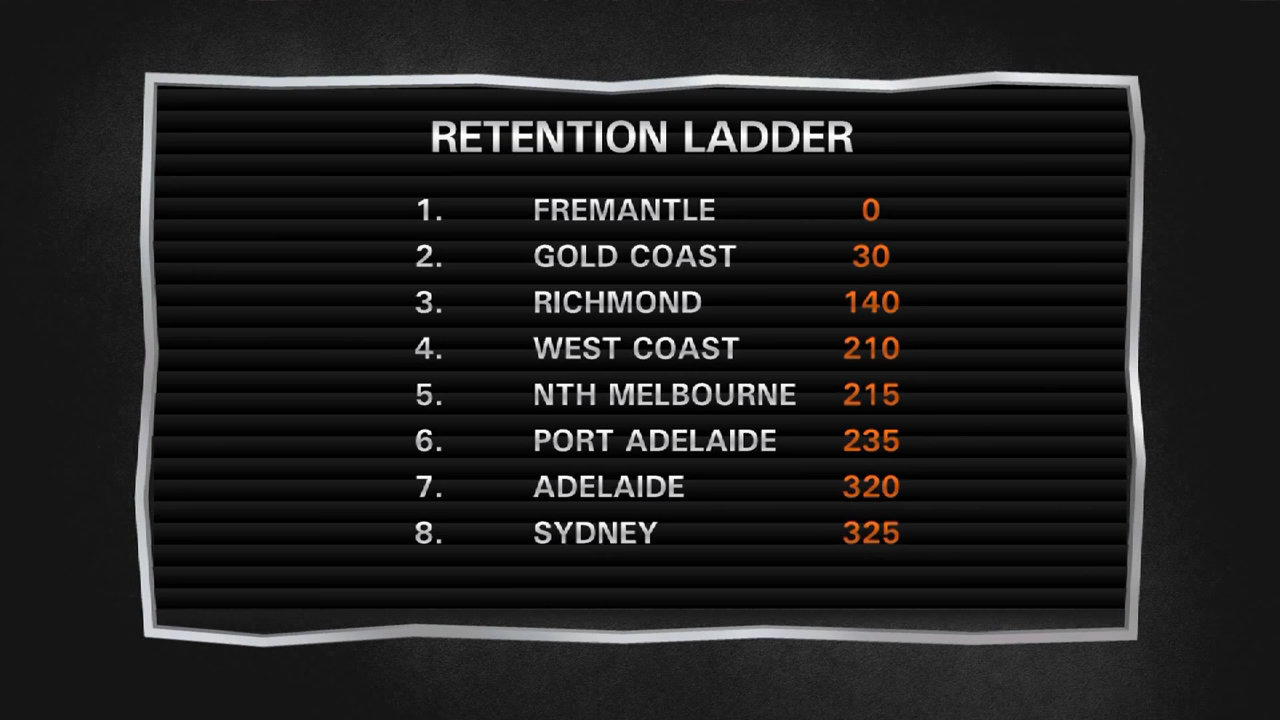 RETENTION LADDER
1. FREMANTLE 0
2. GOLD COAST 30
3. RICHMOND 140
4. WEST COAST 210
5. NTH MELBOURNE 215
6. PORT ADELAIDE 235
7. ADELAIDE 320
8. SYDNEY 325